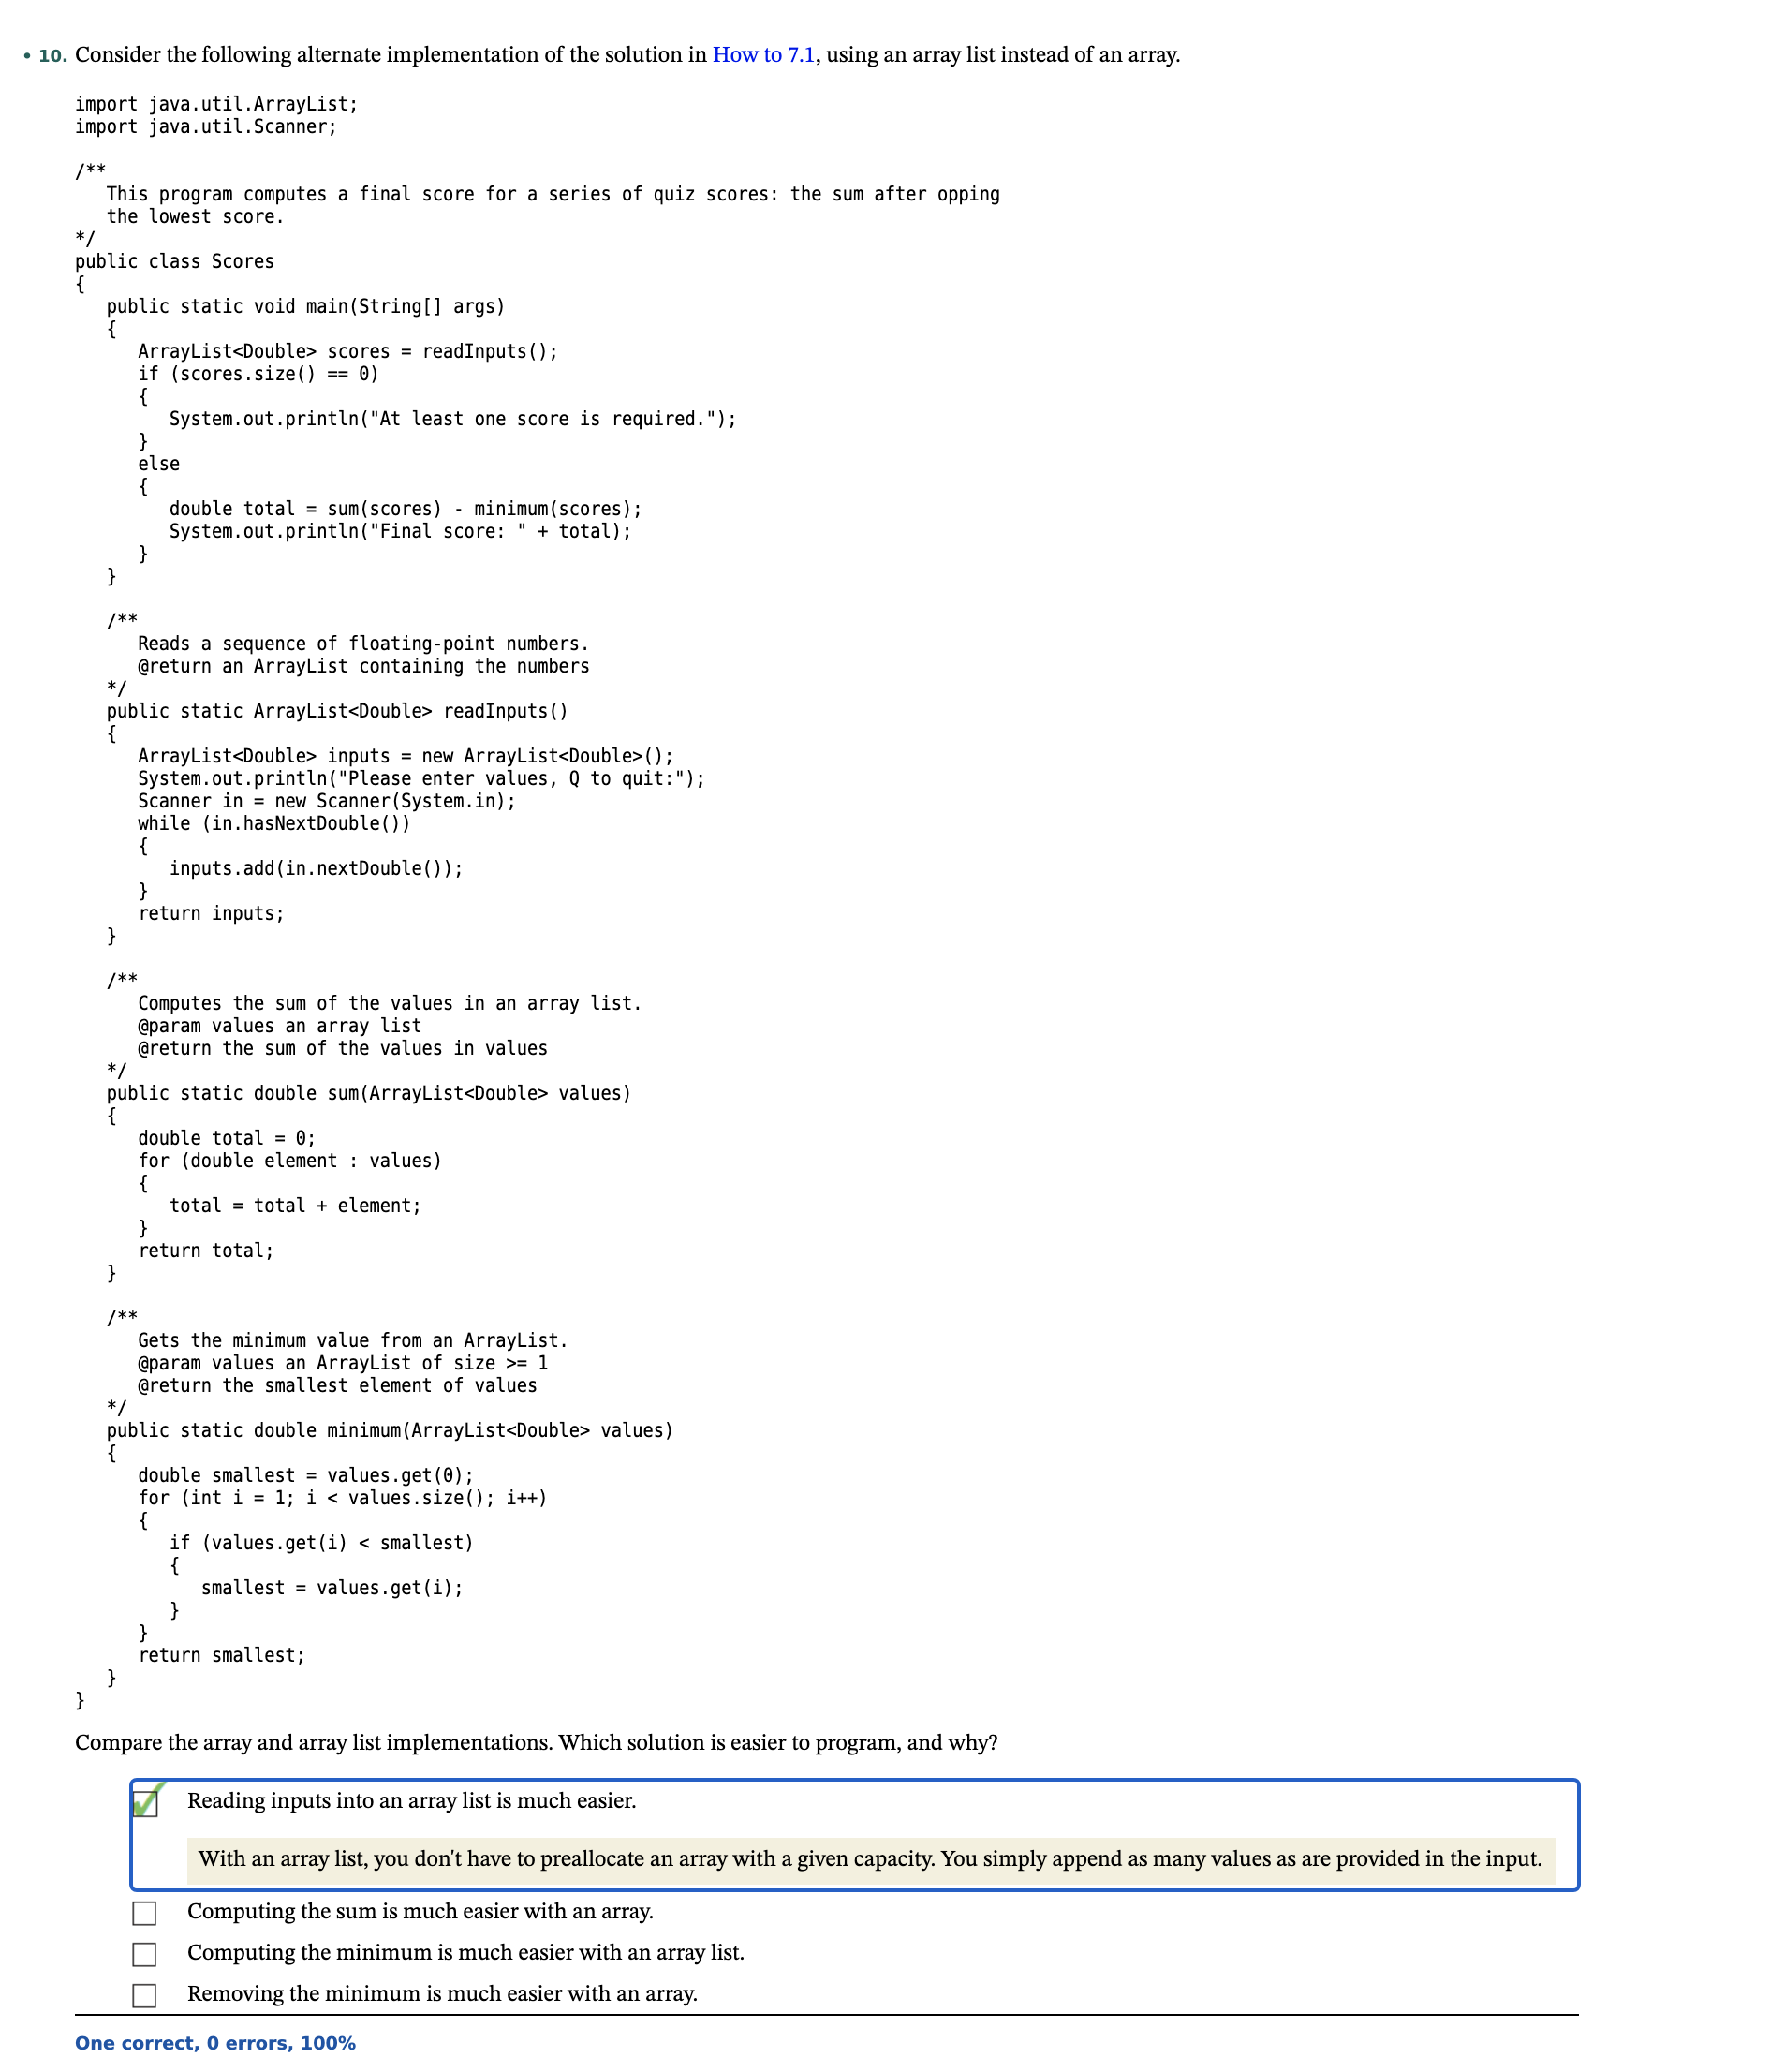 • 10. Consider the following alternate implementation of the solution in How to 7.1, using an array list instead of an array.
import java.util.ArrayList;
import java.util.Scanner;
/**
   This program computes a final score for a series of quiz scores: the sum after opping
   the lowest score.
*/
public class Scores
{
   public static void main(String[] args)
   {
      ArrayList<Double> scores = readInputs();
      if (scores.size() == 0)
      {
         System.out.println("At least one score is required.");
      }
      else
      {
         double total = sum(scores) - minimum(scores);
         System.out.println("Final score: " + total);
      }
   }
   /**
      Reads a sequence of floating-point numbers.
      @return an ArrayList containing the numbers
   */
   public static ArrayList<Double> readInputs()
   {
      ArrayList<Double> inputs = new ArrayList<Double>();
      System.out.println("Please enter values, Q to quit:");
      Scanner in = new Scanner(System.in);
      while (in.hasNextDouble())
      {
         inputs.add(in.nextDouble());
      }
      return inputs;
   }
   /**
      Computes the sum of the values in an array list.
      @param values an array list
      @return the sum of the values in values
   */
   public static double sum(ArrayList<Double> values)
   {
      double total = 0;
      for (double element : values)
      {
         total = total + element;
      }
      return total;
   }
   /**
      Gets the minimum value from an ArrayList.
      @param values an ArrayList of size >= 1
      @return the smallest element of values
   */
   public static double minimum(ArrayList<Double> values)
   {
      double smallest = values.get(0);
      for (int i = 1; i < values.size(); i++)
      {
         if (values.get(i) < smallest)
         {
            smallest = values.get(i);
         }
      }
      return smallest;
   }
}
Compare the array and array list implementations. Which solution is easier to program, and why?
Reading inputs into an array list is much easier.
With an array list, you don't have to preallocate an array with a given capacity. You simply append as many values as are provided in the input.
Computing the sum is much easier with an array.
Computing the minimum is much easier with an array list.
Removing the minimum is much easier with an array.
One correct, 0 errors, 100%